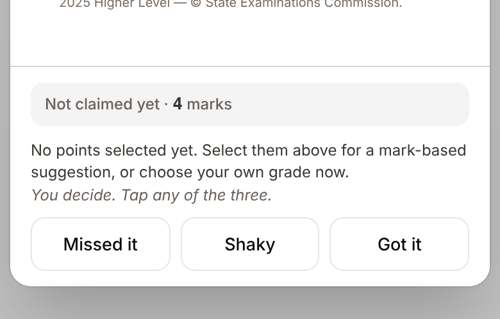 2025 Higher Level — © State Examinations Commission.
Not claimed yet · 4 marks
No points selected yet. Select them above for a mark-based
suggestion, or choose your own grade now.
You decide. Tap any of the three.
Missed it
Shaky
Got it